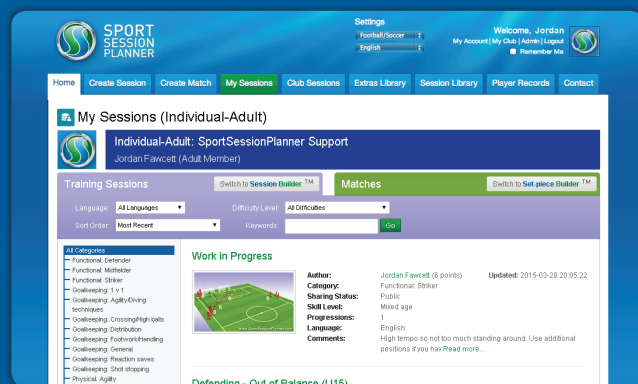 SPORT
SESSION
PLANNER
Settings
Football/Soccer
English
Welcome, Jordan
My Account | My Club | Admin | Logout
Remember Me
Home Create Session Create Match My Sessions Club Sessions Extras Library Session Library Player Records Contact
My Sessions (Individual-Adult)
Individual-Adult: SportSessionPlanner Support
Jordan Fawcett (Adult Member)
Training Sessions Switch to Session Builder TM Matches Switch to Set-piece Builder TM
Language: All Languages Difficulty Level: All Difficulties
Sort Order: Most Recent Keywords: Go
All Categories
Functional: Defender
Functional: Midfielder
Functional: Striker
Goalkeeping: 1 v 1
Goalkeeping: Agility/Diving
techniques
Goalkeeping: Crossing/High balls
Goalkeeping: Distribution
Goalkeeping: Footwork/Handling
Goalkeeping: General
Goalkeeping: Reaction saves
Goalkeeping: Shot stopping
Physical: Agility
Work in Progress
www.SportSessionPlanner.com
Author: Jordan Fawcett (6 points) Updated: 2015-03-28 20:05:22
Category: Functional: Striker
Sharing Status: Public
Skill Level: Mixed age
Progressions: 1
Language: English
Comments: High tempo so not too much standing around. Use additional
positions if you hav Read more...
Defending - Out of Balance (U15)